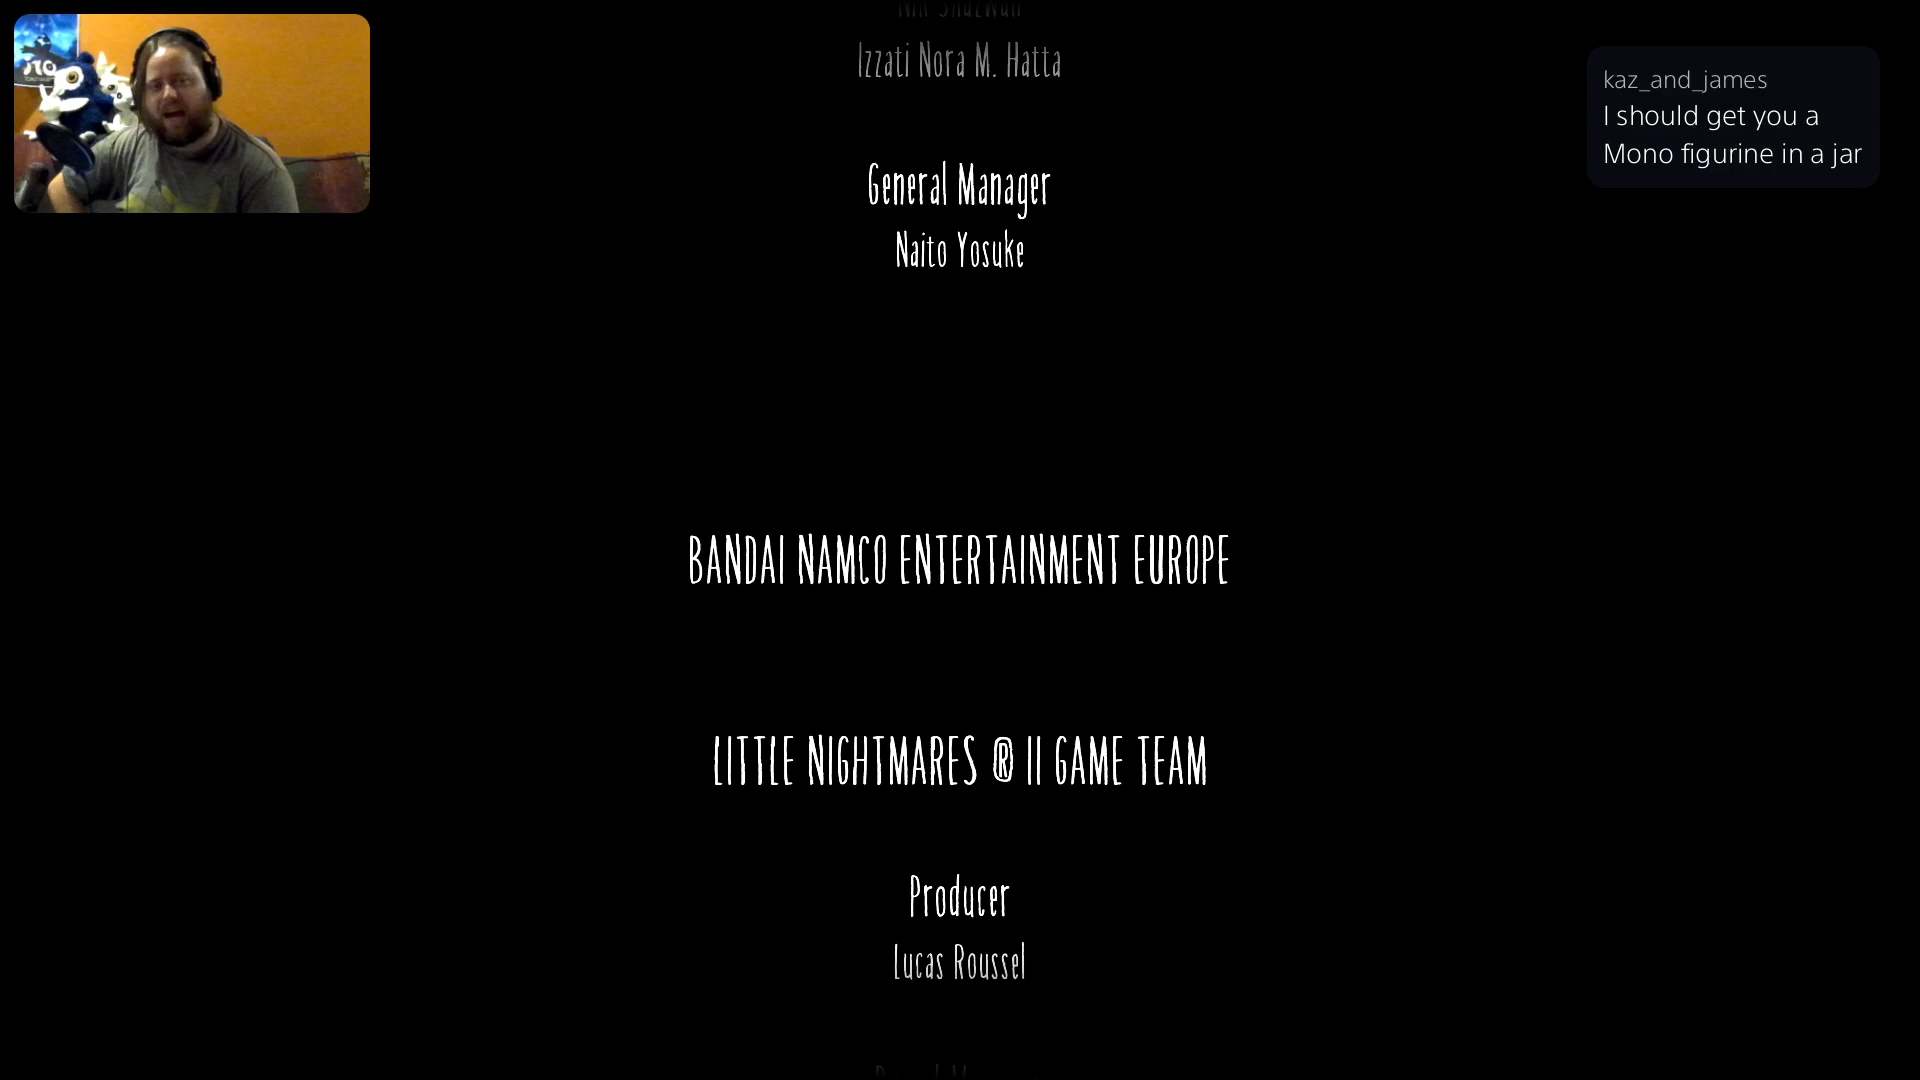 Izzati Nora M. Hatta
General Manager
Naito Yosuke
BANDAI NAMCO ENTERTAINMENT EUROPE
LITTLE NIGHTMARES ® II GAME TEAM
Producer
Lucas Roussel
kaz_and_james
I should get you a
Mono figurine in a jar